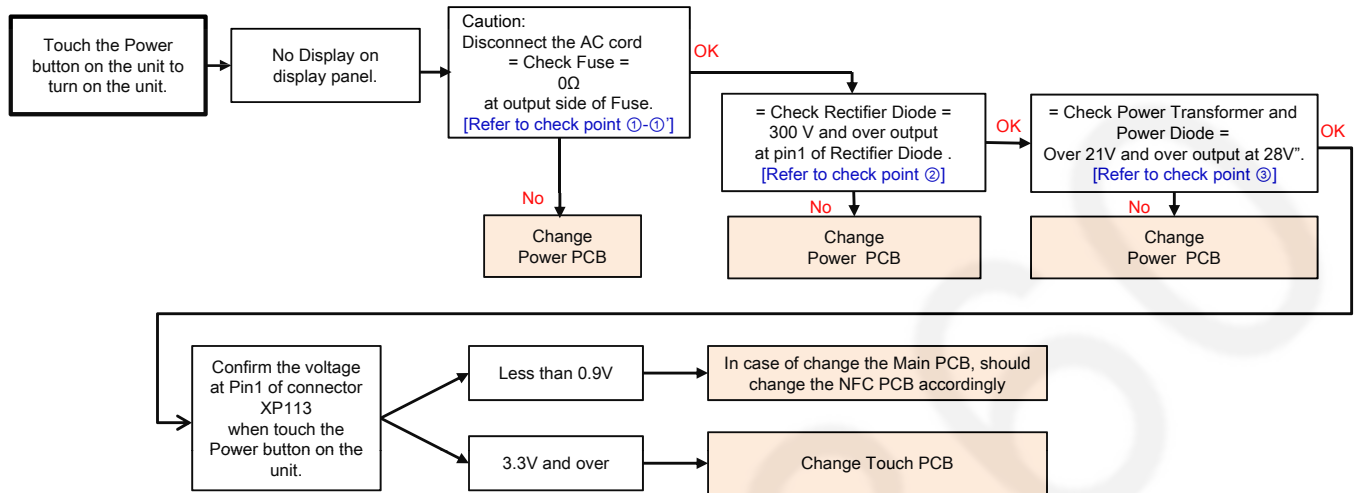 Touch the Power
button on the unit to
turn on the unit.
No Display on
display panel.
Caution:
Disconnect the AC cord
= Check Fuse =
0Ω
at output side of Fuse.
[Refer to check point ①-①']
OK
No
Change
Power PCB
= Check Rectifier Diode =
300 V and over output
at pin1 of Rectifier Diode .
[Refer to check point ②]
OK
No
Change
Power PCB
= Check Power Transformer and
Power Diode =
Over 21V and over output at 28V”.
[Refer to check point ③]
OK
No
Change
Power PCB
Confirm the voltage
at Pin1 of connector
XP113
when touch the
Power button on the
unit.
Less than 0.9V
In case of change the Main PCB, should
change the NFC PCB accordingly
3.3V and over
Change Touch PCB